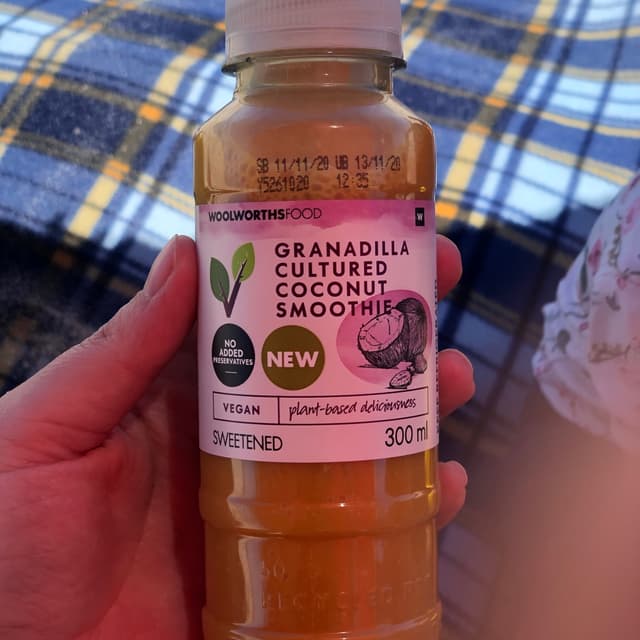 SB 11/11/20 UB 13/11/20
Y5261020 12:35
WOOLWORTHSFOOD
W
GRANADILLA
CULTURED
COCONUT
SMOOTHIE
NO
ADDED
PRESERVATIVES
NEW
VEGAN plant-based deliciousness
SWEETENED 300 ml